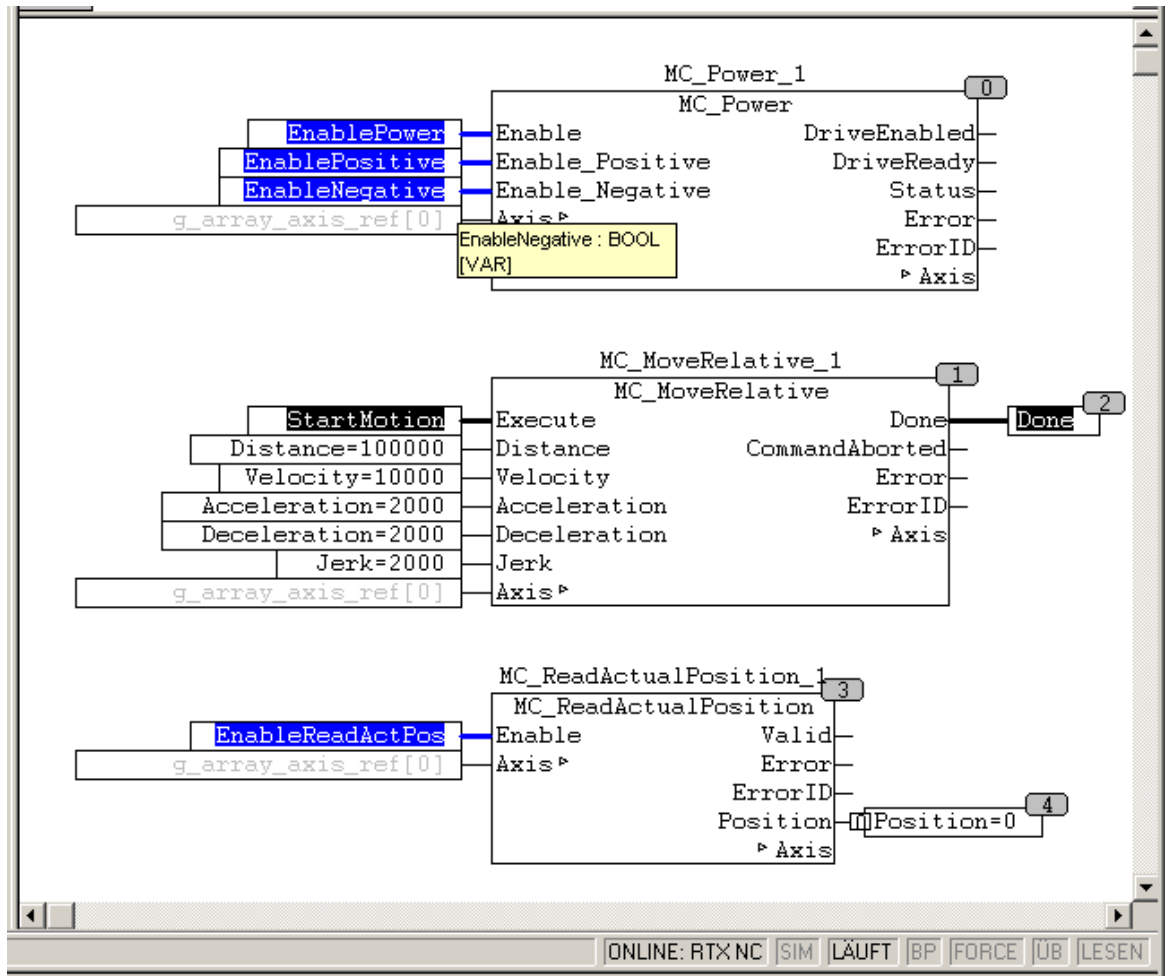 MC_Power_1
0
MC_Power
EnablePower Enable DriveEnabled
EnablePositive Enable_Positive DriveReady
EnableNegative Enable_Negative Status
g_array_axis_ref[0] Axis Error
EnableNegative : BOOL ErrorID
[VAR] Axis
MC_MoveRelative_1
1
MC_MoveRelative
2
StartMotion Execute Done Done
Distance=100000 Distance CommandAborted
Velocity=10000 Velocity Error
Acceleration=2000 Acceleration ErrorID
Deceleration=2000 Deceleration Axis
Jerk=2000 Jerk
g_array_axis_ref[0] Axis
MC_ReadActualPosition_1
3
MC_ReadActualPosition
EnableReadActPos Enable Valid
g_array_axis_ref[0] Axis Error
ErrorID
4
Position Position=0
Axis
ONLINE: RTX NC SIM LÄUFT BP FORCE ÜB LESEN